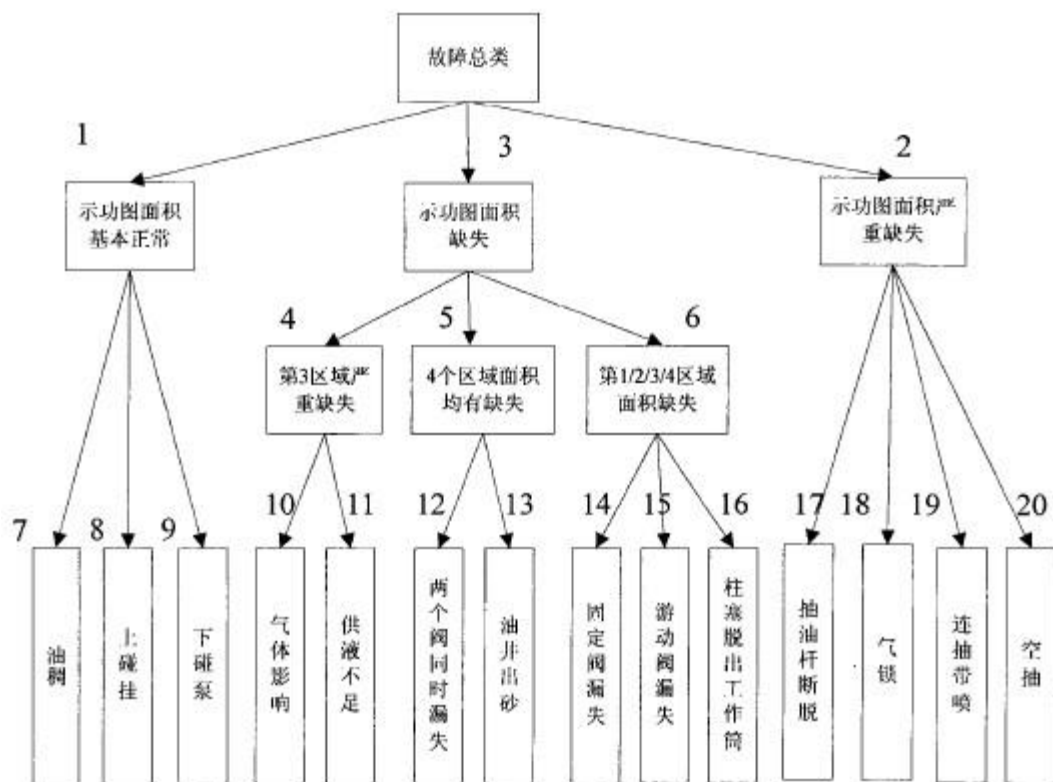 故障总类
1
3
2
示功图面积
基本正常
示功图面积
缺失
示功图面积严
重缺失
4
5
6
第3区域严
重缺失
4个区域面积
均有缺失
第1/2/3/4区域
面积缺失
7
8
9
10
11
12
13
14
15
16
17
18
19
20
油稠
上碰挂
下碰泵
气体影响
供液不足
两个阀同时漏失
油井出砂
固定阀漏失
游动阀漏失
柱塞脱出工作筒
抽油杆断脱
气锁
连抽带喷
空抽